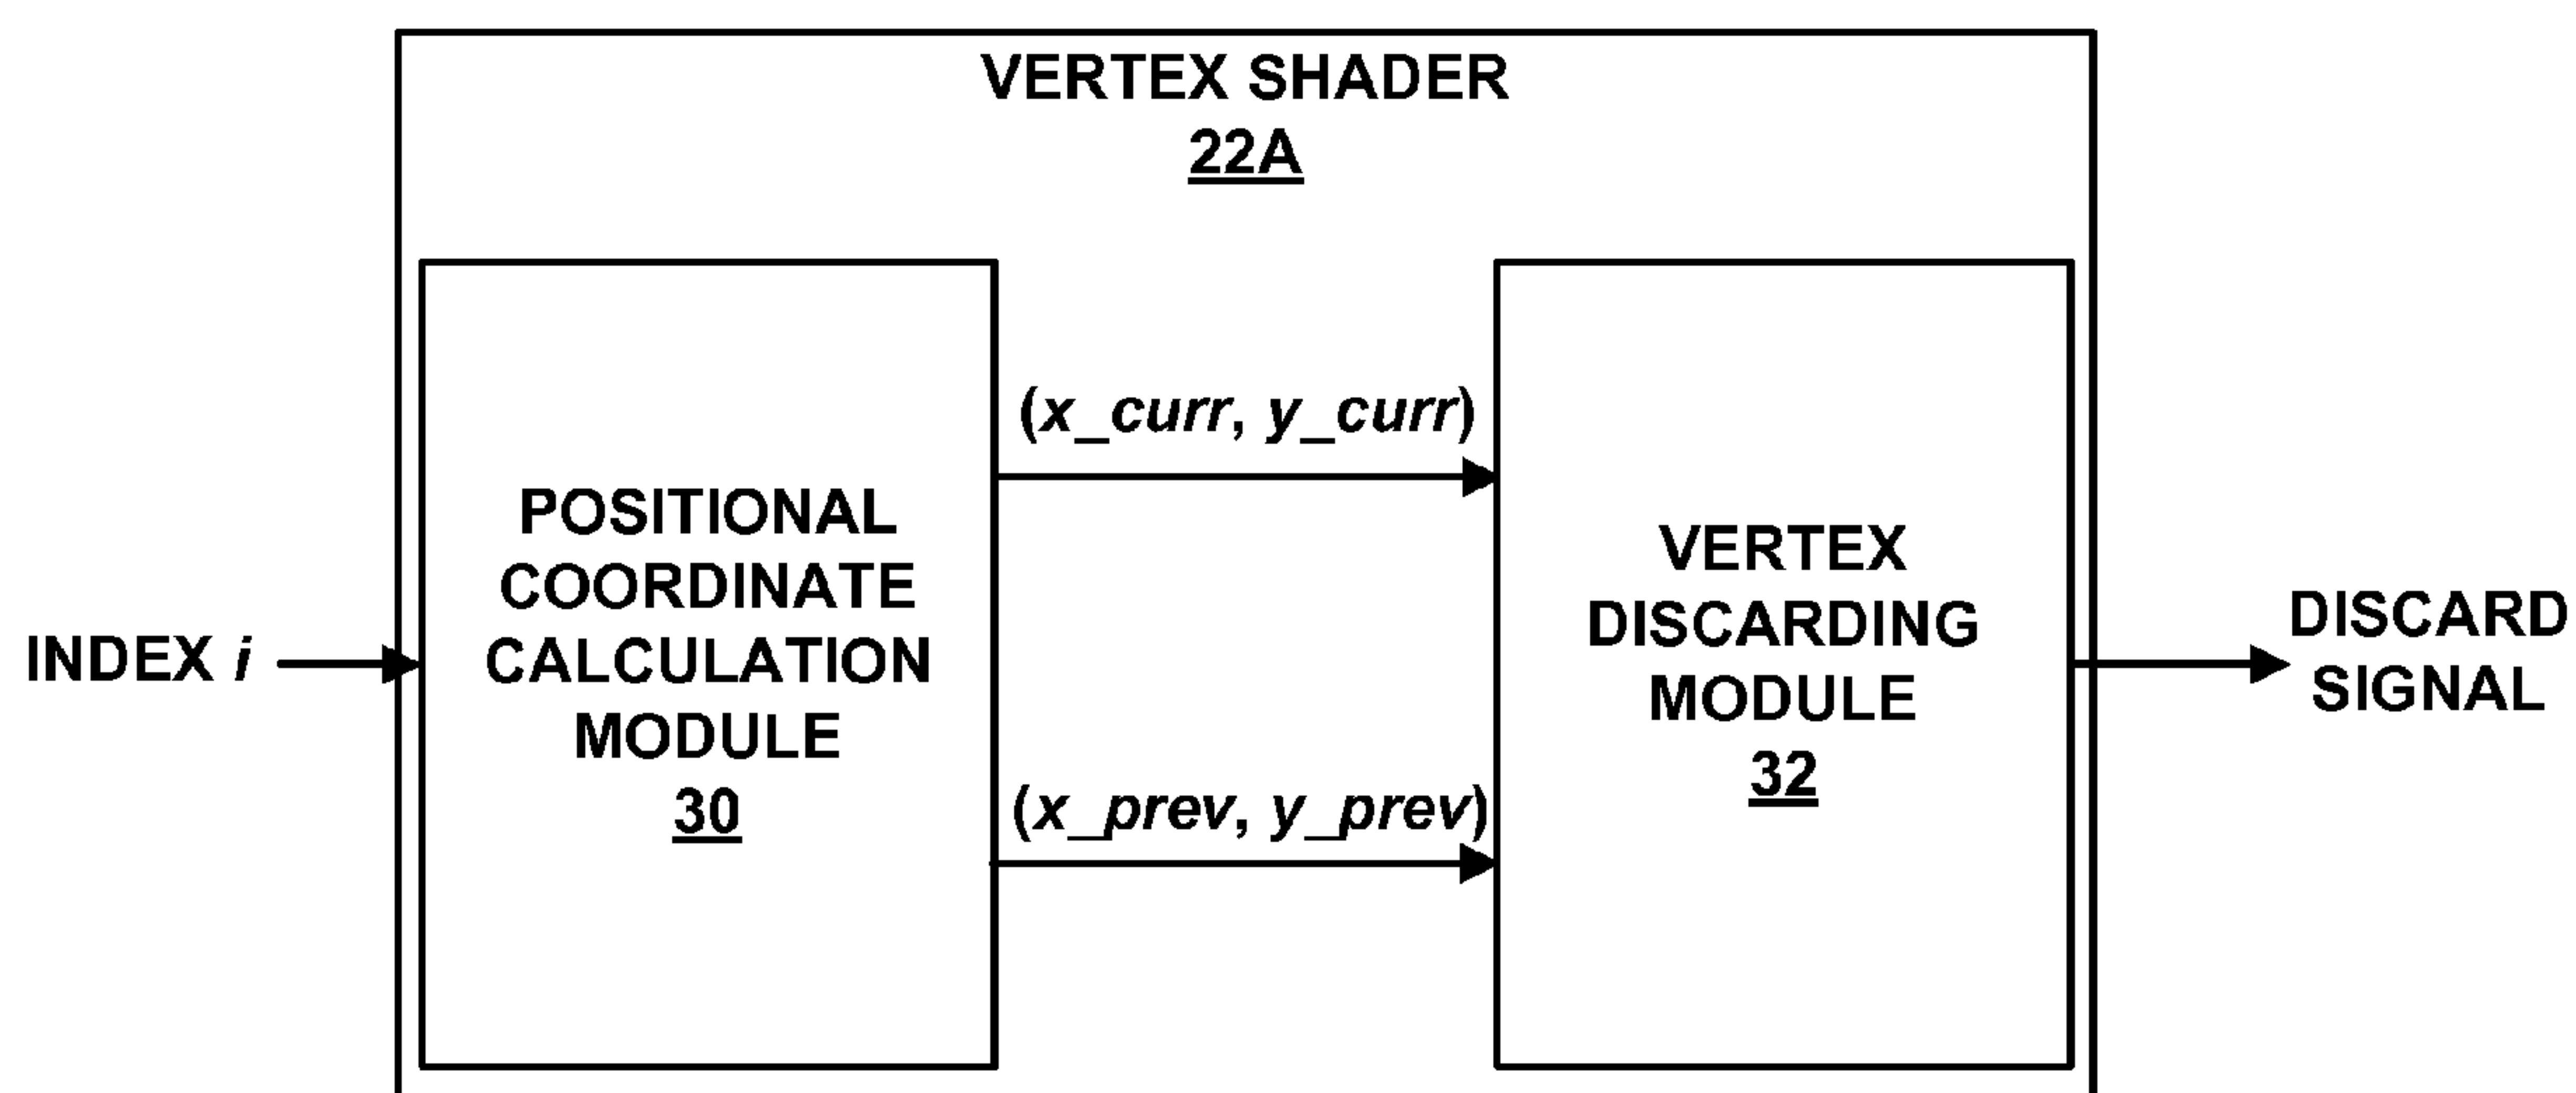 VERTEX SHADER
22A
INDEX i
POSITIONAL
COORDINATE
CALCULATION
MODULE
30
(x_curr, y_curr)
(x_prev, y_prev)
VERTEX
DISCARDING
MODULE
32
DISCARD
SIGNAL